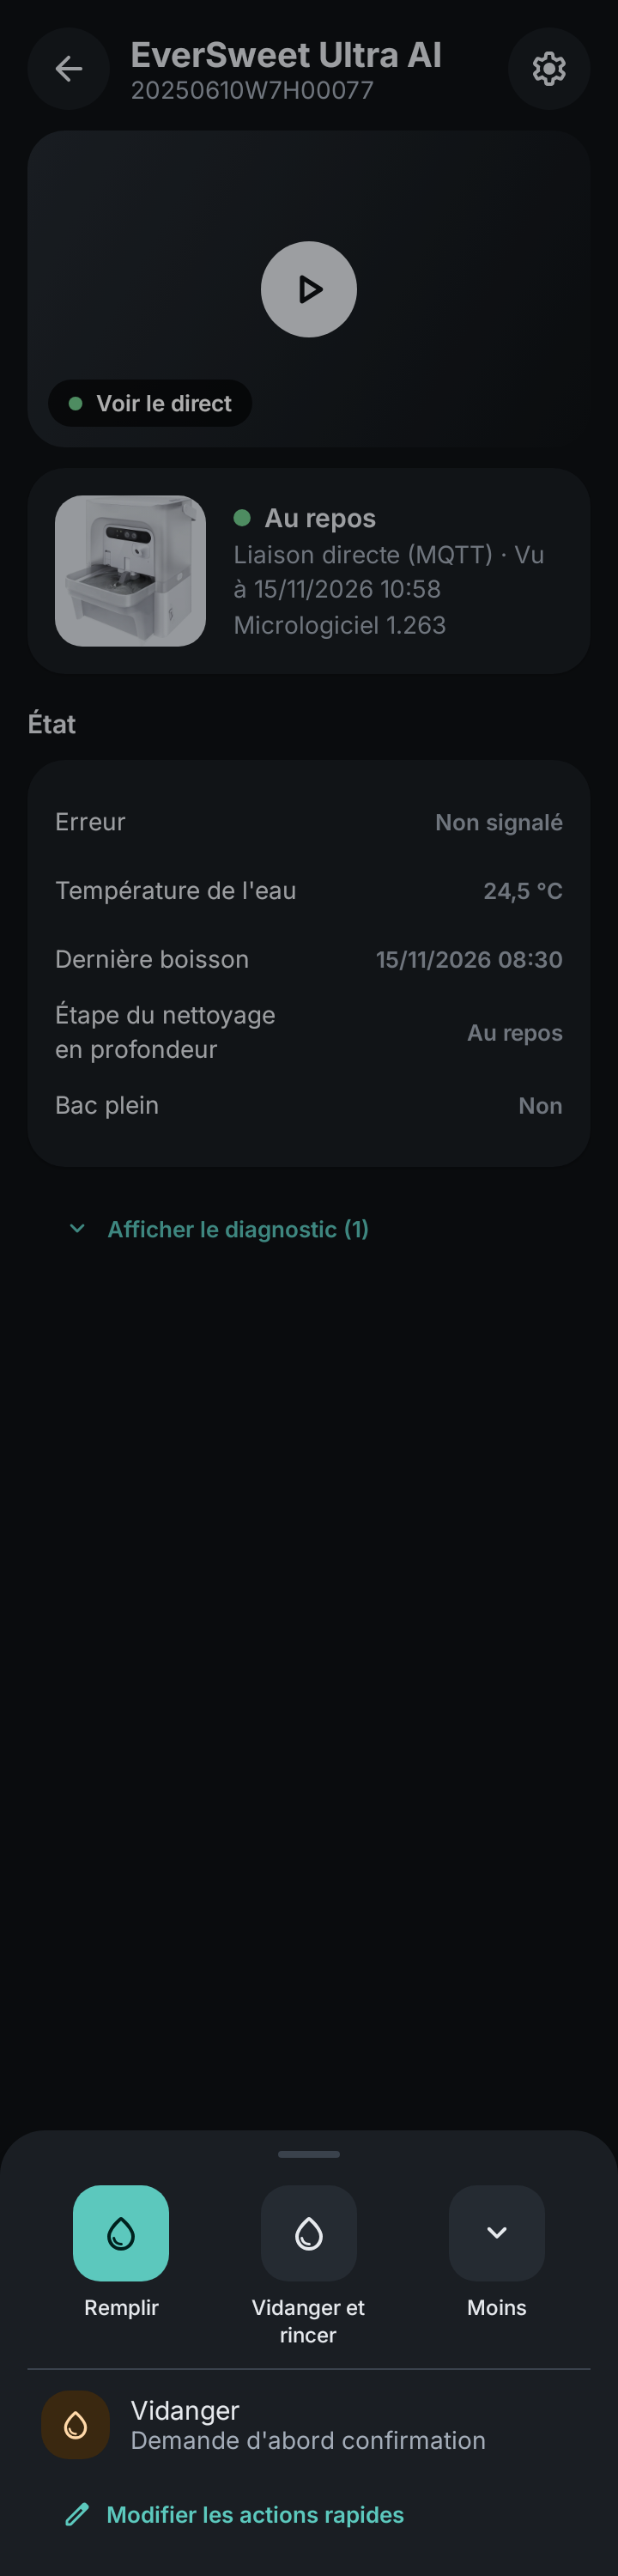 EverSweet Ultra AI
20250610W7H00077
Voir le direct
Au repos
Liaison directe (MQTT) · Vu
à 15/11/2026 10:58
Micrologiciel 1.263
État
Erreur
Non signalé
Température de l'eau
24,5 °C
Dernière boisson
15/11/2026 08:30
Étape du nettoyage
en profondeur
Au repos
Bac plein
Non
Afficher le diagnostic (1)
Remplir
Vidanger et
rincer
Moins
Vidanger
Demande d'abord confirmation
Modifier les actions rapides